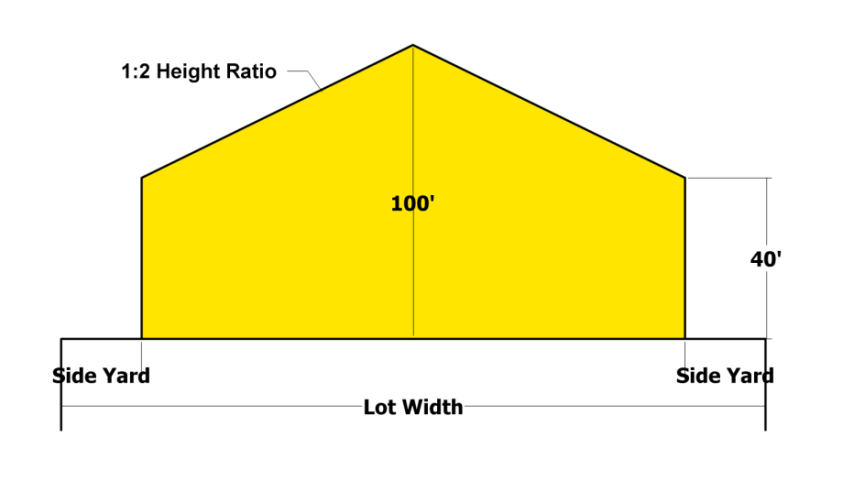 1:2 Height Ratio
100'
40'
Side Yard
Side Yard
Lot Width